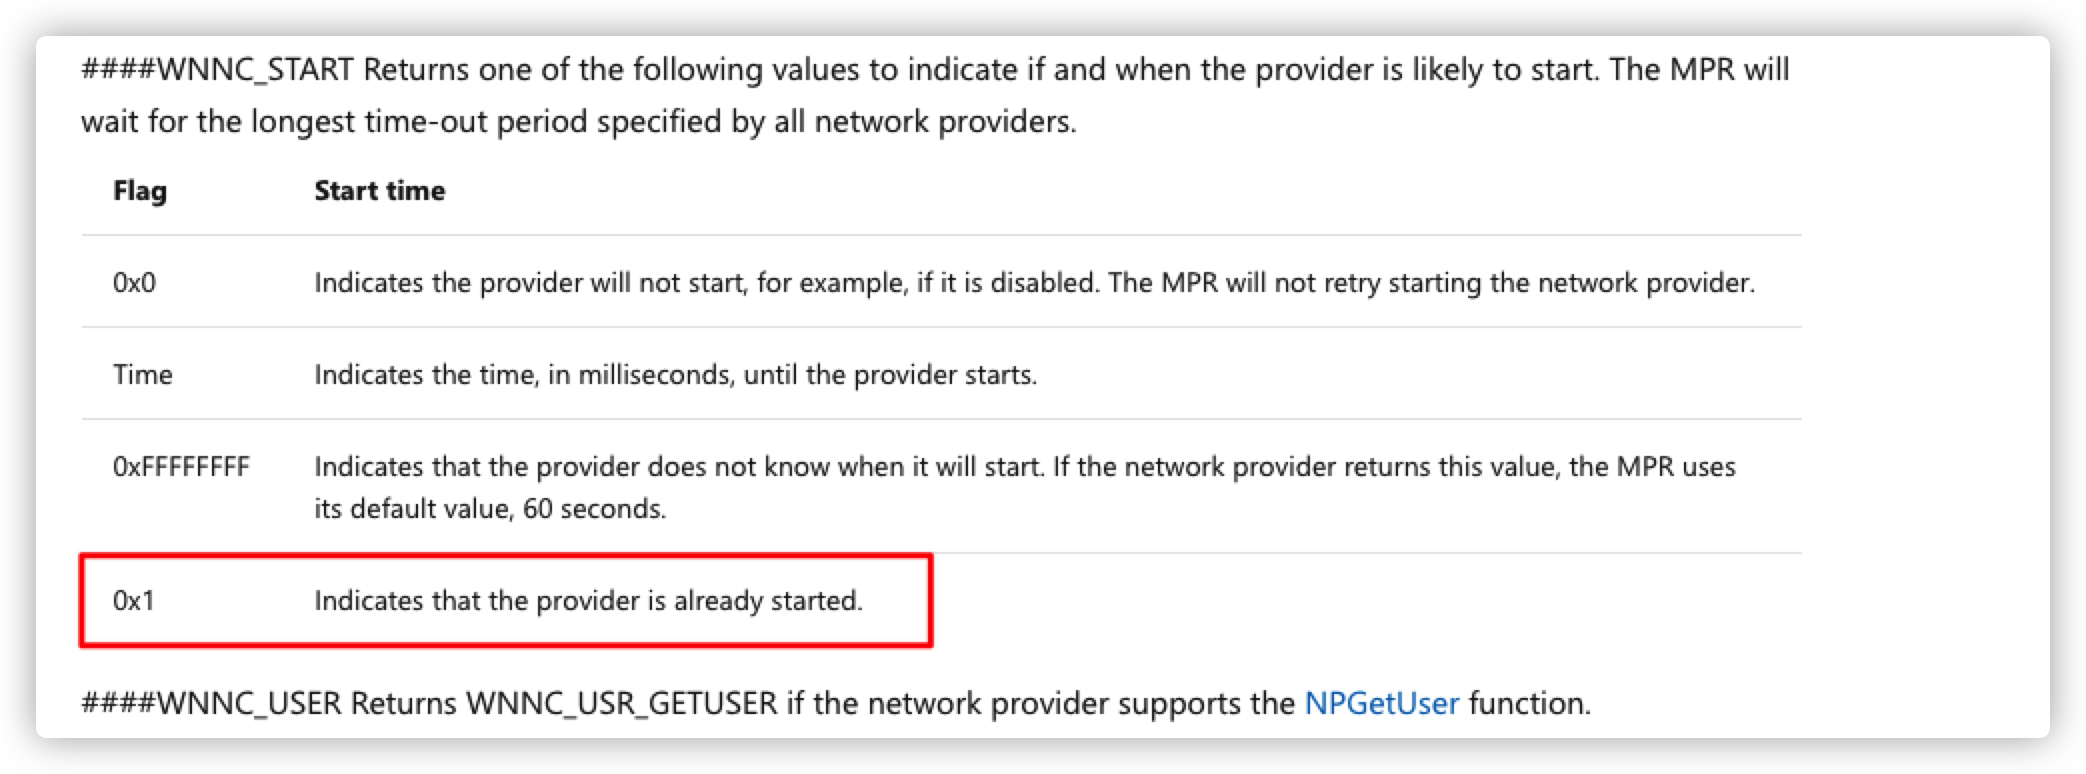 ####WNNC_START Returns one of the following values to indicate if and when the provider is likely to start. The MPR will
wait for the longest time-out period specified by all network providers.
Flag Start time
0x0 Indicates the provider will not start, for example, if it is disabled. The MPR will not retry starting the network provider.
Time Indicates the time, in milliseconds, until the provider starts.
0xFFFFFFFF Indicates that the provider does not know when it will start. If the network provider returns this value, the MPR uses
its default value, 60 seconds.
0x1 Indicates that the provider is already started.
####WNNC_USER Returns WNNC_USR_GETUSER if the network provider supports the NPGetUser function.